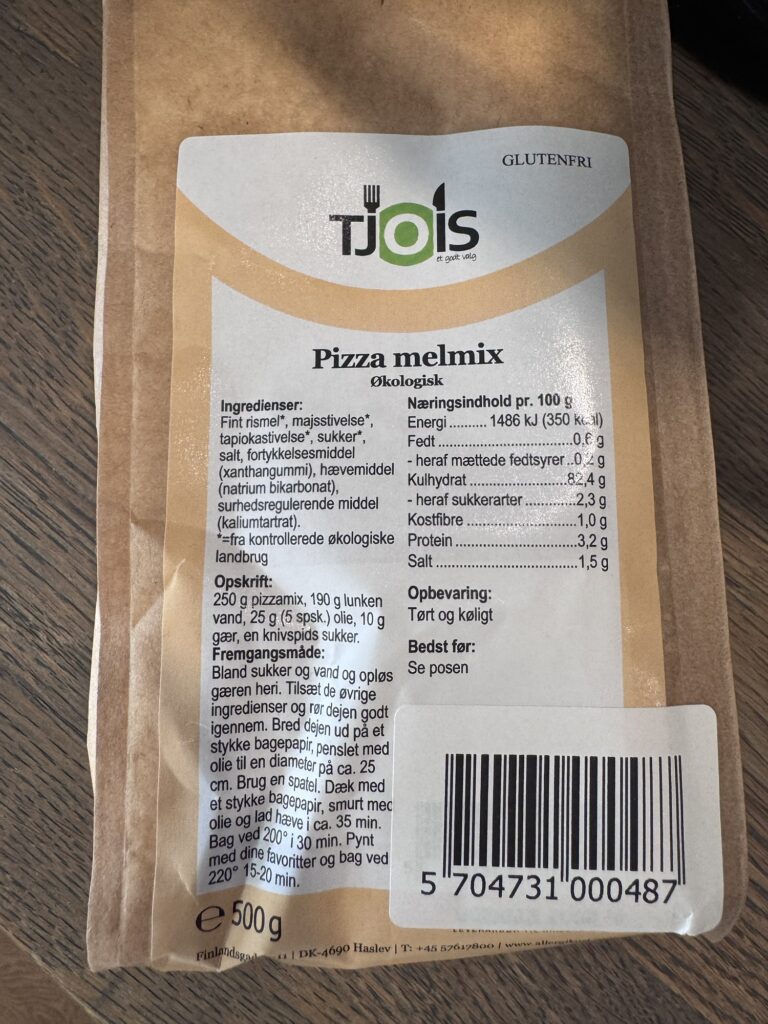 GLUTENFRI
TJOIS
et godt valg
Pizza melmix
Økologisk
Ingredienser:
Fint rismel*, majsstivelse*,
tapiokastivelse*, sukker*,
salt, fortykkelsesmiddel
(xanthangummi), hævemiddel
(natrium bikarbonat),
surhedsregulerende middel
(kaliumtartrat).
*=fra kontrollerede økologiske
landbrug
Opskrift:
250 g pizzamix, 190 g lunken
vand, 25 g (5 spsk.) olie, 10 g
gær, en knivspids sukker.
Fremgangsmåde:
Bland sukker og vand og opløs
gæren heri. Tilsæt de øvrige
ingredienser og rør dejen godt
igennem. Bred dejen ud på et
stykke bagepapir, penslet med
olie til en diameter på ca. 25
cm. Brug en spatel. Dæk med
et stykke bagepapir, smurt med
olie og lad hæve i ca. 35 min.
Bag ved 200° i 30 min. Pynt
med dine favoritter og bag ved
220° 15-20 min.
Næringsindhold pr. 100 g
Energi .......... 1486 kJ (350 kcal)
Fedt ..........................0,6 g
- heraf mættede fedtsyrer ..0,2 g
Kulhydrat ....................82,4 g
- heraf sukkerarter ............2,3 g
Kostfibre ......................1,0 g
Protein ........................3,2 g
Salt ............................1,5 g
Opbevaring:
Tørt og køligt
Bedst før:
Se posen
5 704731 000487
e 500g
DK-4690 Haslev | T: +45 57617800 | www.